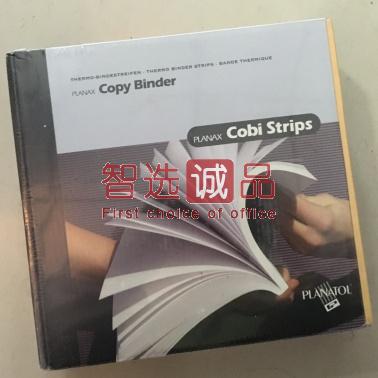 THERMO-BINDESTREIFEN · THERMO BINDER STRIPS · BANDE THERMIQUE
PLANAX Copy Binder
PLANAX Cobi Strips
智选诚品
First choice of office
PLANATOL